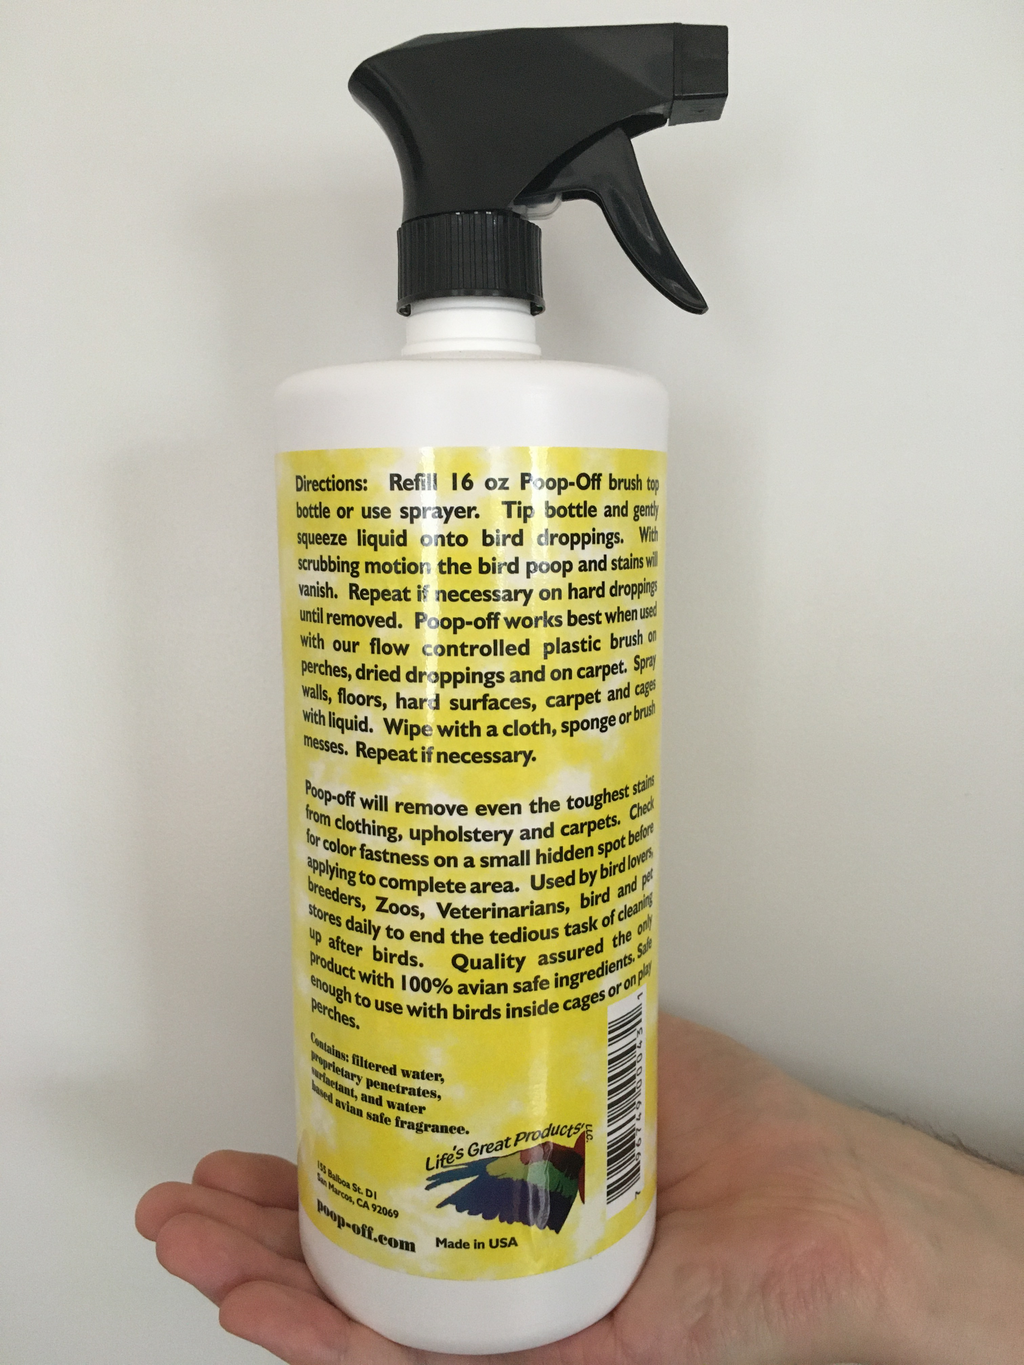 Directions: Refill 16 oz Poop-Off brush top
bottle or use sprayer. Tip bottle and gently
squeeze liquid onto bird droppings. With
scrubbing motion the bird poop and stains will
vanish. Repeat if necessary on hard droppings
until removed. Poop-off works best when used
with our flow controlled plastic brush on
perches, dried droppings and on carpet. Spray
walls, floors, hard surfaces, carpet and cages
with liquid. Wipe with a cloth, sponge or brush
messes. Repeat if necessary.
Poop-off will remove even the toughest stains
from clothing, upholstery and carpets. Check
for color fastness on a small hidden spot before
applying to complete area. Used by bird lovers,
breeders, Zoos, Veterinarians, bird and pet
stores daily to end the tedious task of cleaning
up after birds. Quality assured the only
product with 100% avian safe ingredients. Safe
enough to use with birds inside cages or on play
perches.
Contains: filtered water,
proprietary penetrates,
surfactant, and water
based avian safe fragrance.
Life's Great Products
155 Balboa St. D1
San Marcos, CA 92069
poop-off.com
Made in USA
7 96749 00043 1